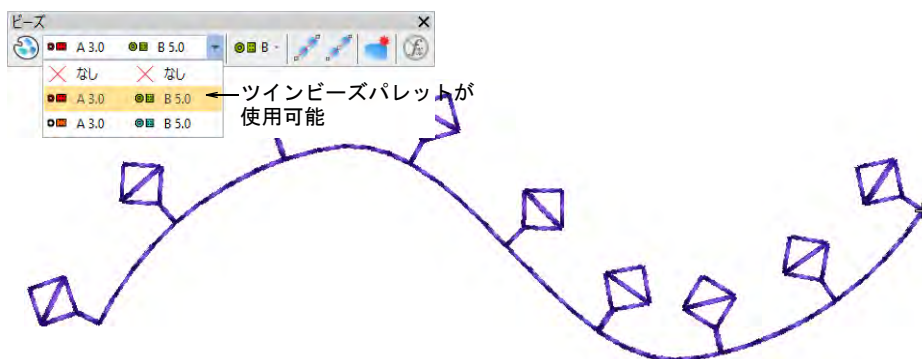 ビーズ
A 3.0 B 5.0 B
なし なし
A 3.0 B 5.0
A 3.0 B 5.0
ツインビーズパレットが
使用可能